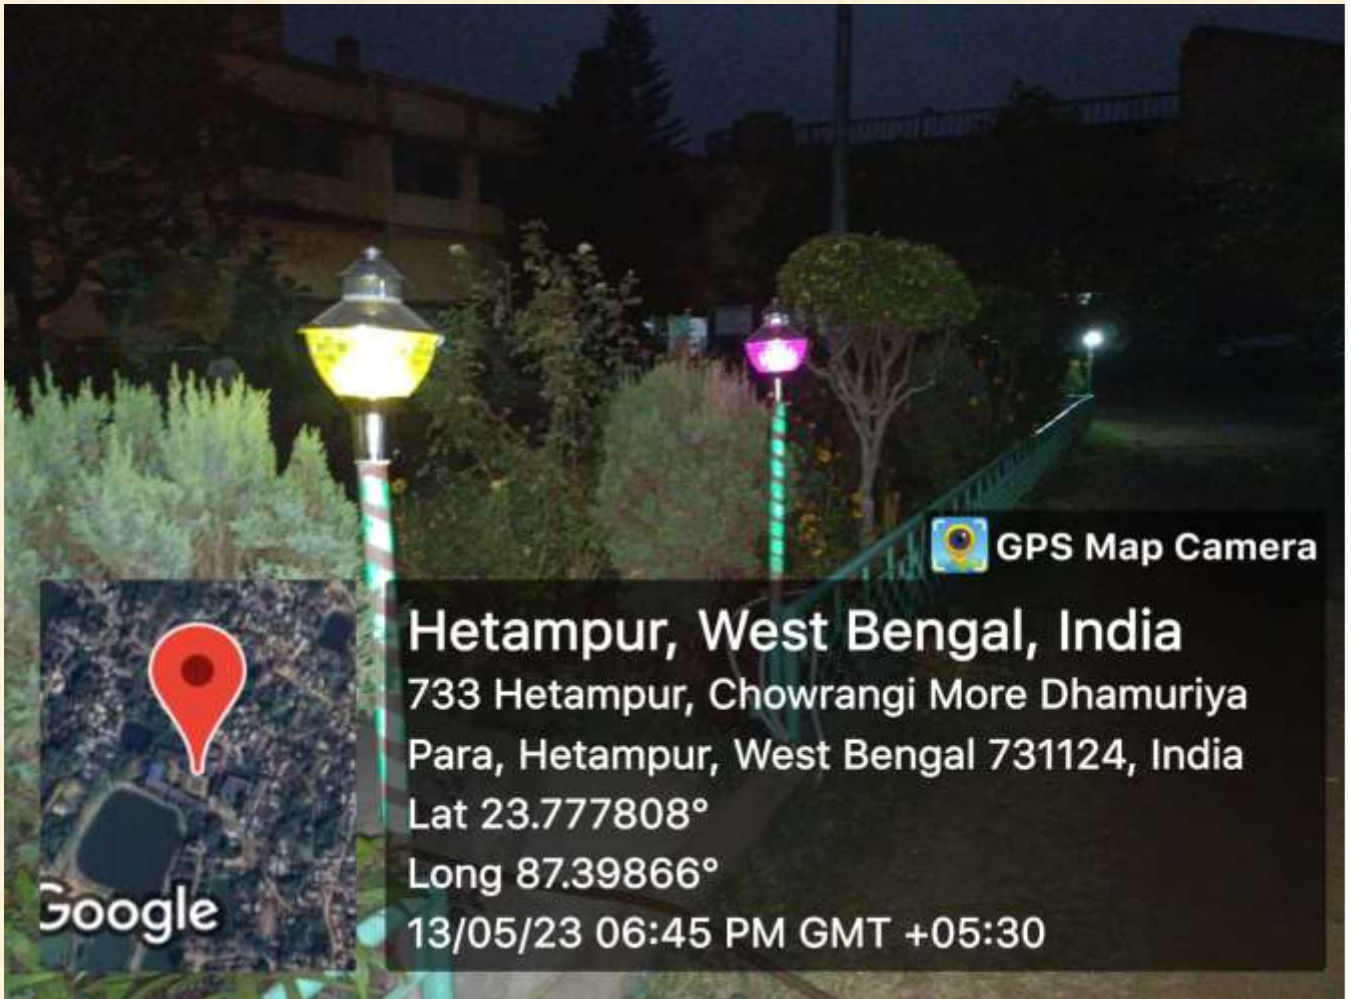 GPS Map Camera
Hetampur, West Bengal, India
733 Hetampur, Chowrangi More Dhamuriya
Para, Hetampur, West Bengal 731124, India
Lat 23.777808°
Long 87.39866°
13/05/23 06:45 PM GMT +05:30
Google